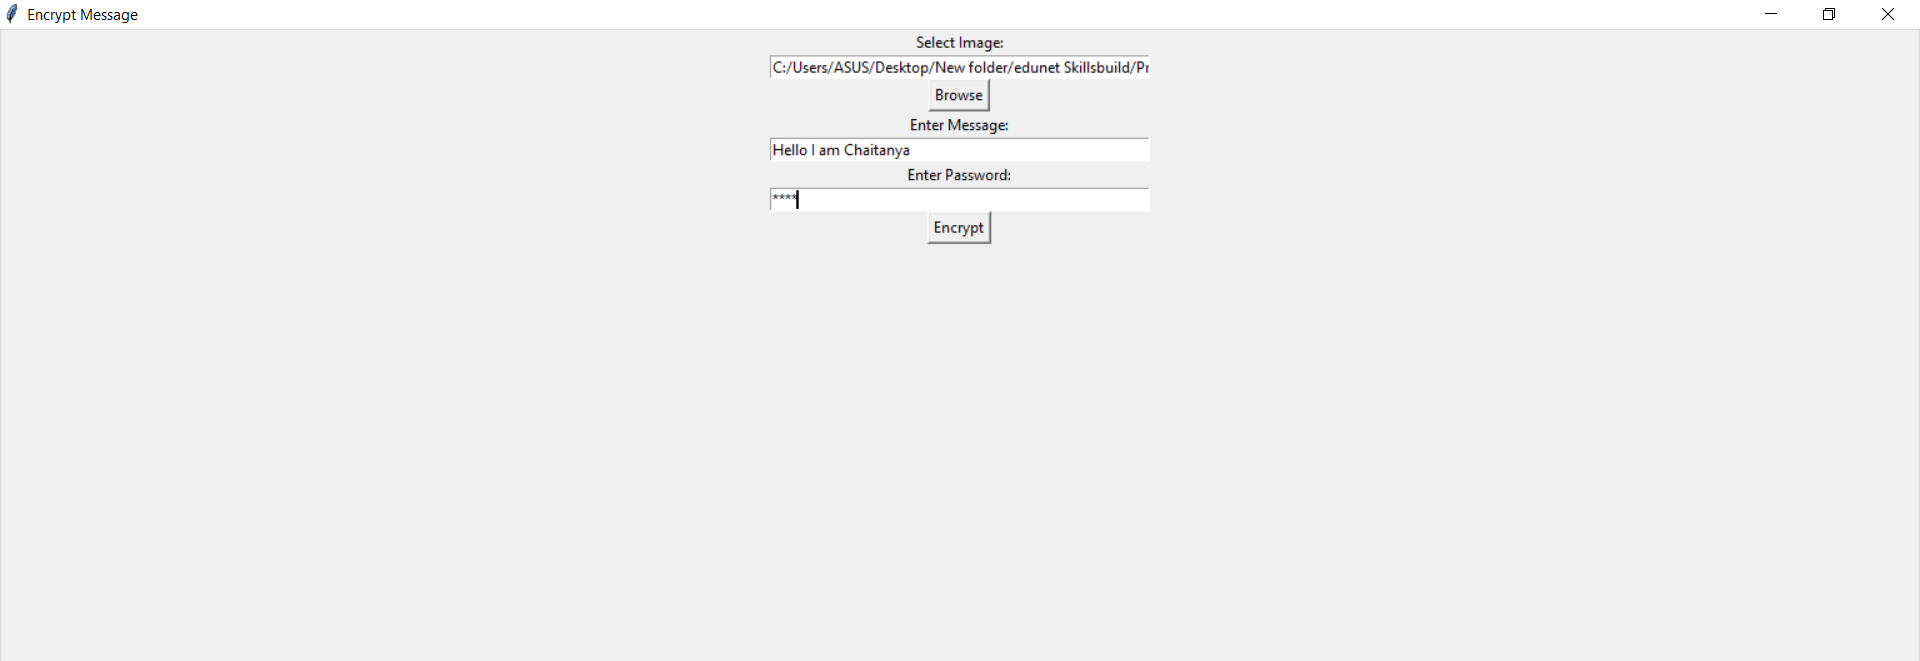 Encrypt Message
Select Image:
C:/Users/ASUS/Desktop/New folder/edunet Skillsbuild/Pr
Browse
Enter Message:
Hello I am Chaitanya
Enter Password:
****
Encrypt